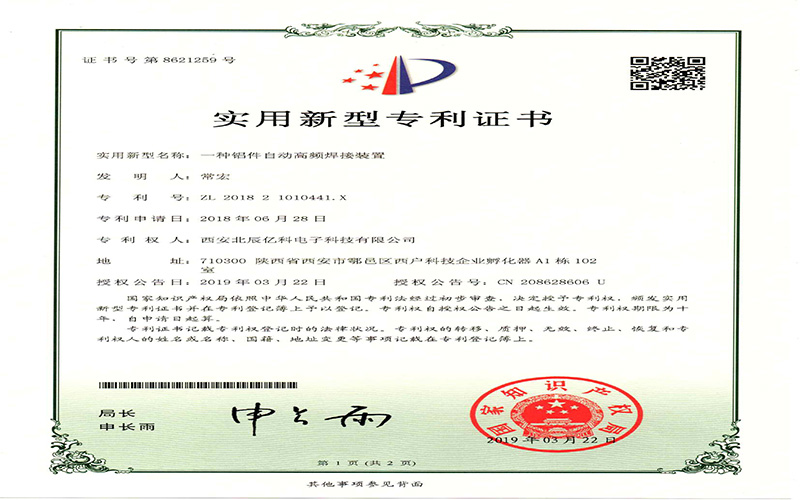 证书号第8621259号
实用新型专利证书
实用新型名称：一种铝件自动高频焊接装置
发明人：常宏
专利号：ZL 2018 2 1010441.X
专利申请日：2018年06月28日
专利权人：西安北辰亿科电子科技有限公司
地址：710300 陕西省西安市鄠邑区西户科技企业孵化器A1栋102
室
授权公告日：2019年03月22日 授权公告号：CN 208628606 U
国家知识产权局依照中华人民共和国专利法经过初步审查，决定授予专利权，颁发实用
新型专利证书并在专利登记簿上予以登记。专利权自授权公告之日起生效。专利权期限为十
年，自申请日起算。
专利证书记载专利权登记时的法律状况。专利权的转移、质押、无效、终止、恢复和专
利权人的姓名或名称、国籍、地址变更等事项记载在专利登记簿上。
局长
申长雨
申长雨
国家知识产权局
2019年03月22日
第1页(共2页)
其他事项参见背面